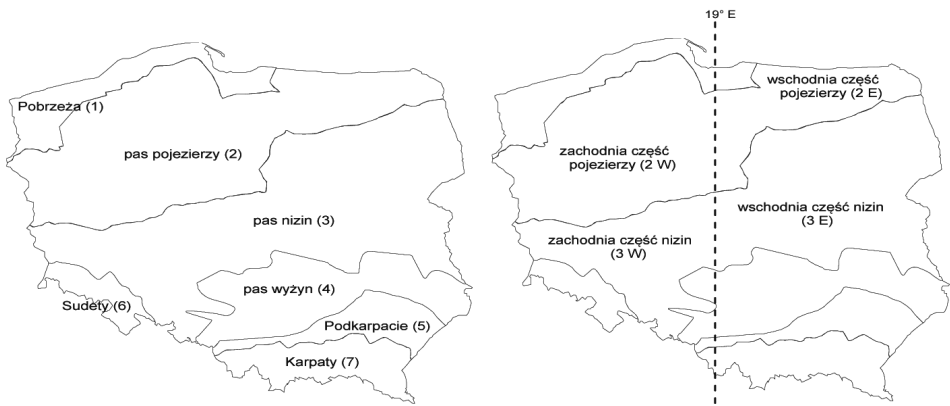 Pobrzeża (1)
pas pojezierzy (2)
pas nizin (3)
pas wyżyn (4)
Sudety (6)
Podkarpacie (5)
Karpaty (7)
19° E
wschodnia część
pojezierzy (2 E)
zachodnia część
pojezierzy (2 W)
wschodnia część nizin
(3 E)
zachodnia część nizin
(3 W)